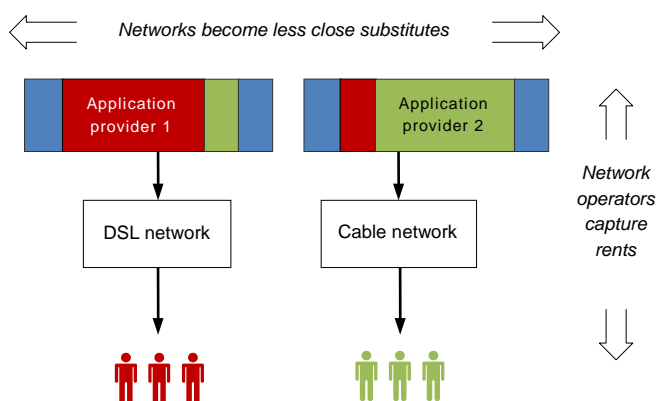 Networks become less close substitutes
Application
provider 1
Application
provider 2
Network
operators
capture
rents
DSL network
Cable network